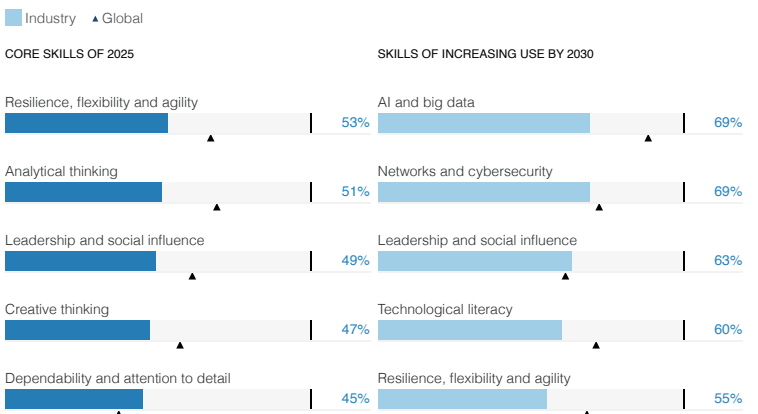 Industry Global
CORE SKILLS OF 2025
Resilience, flexibility and agility
53%
Analytical thinking
51%
Leadership and social influence
49%
Creative thinking
47%
Dependability and attention to detail
45%
SKILLS OF INCREASING USE BY 2030
AI and big data
69%
Networks and cybersecurity
69%
Leadership and social influence
63%
Technological literacy
60%
Resilience, flexibility and agility
55%